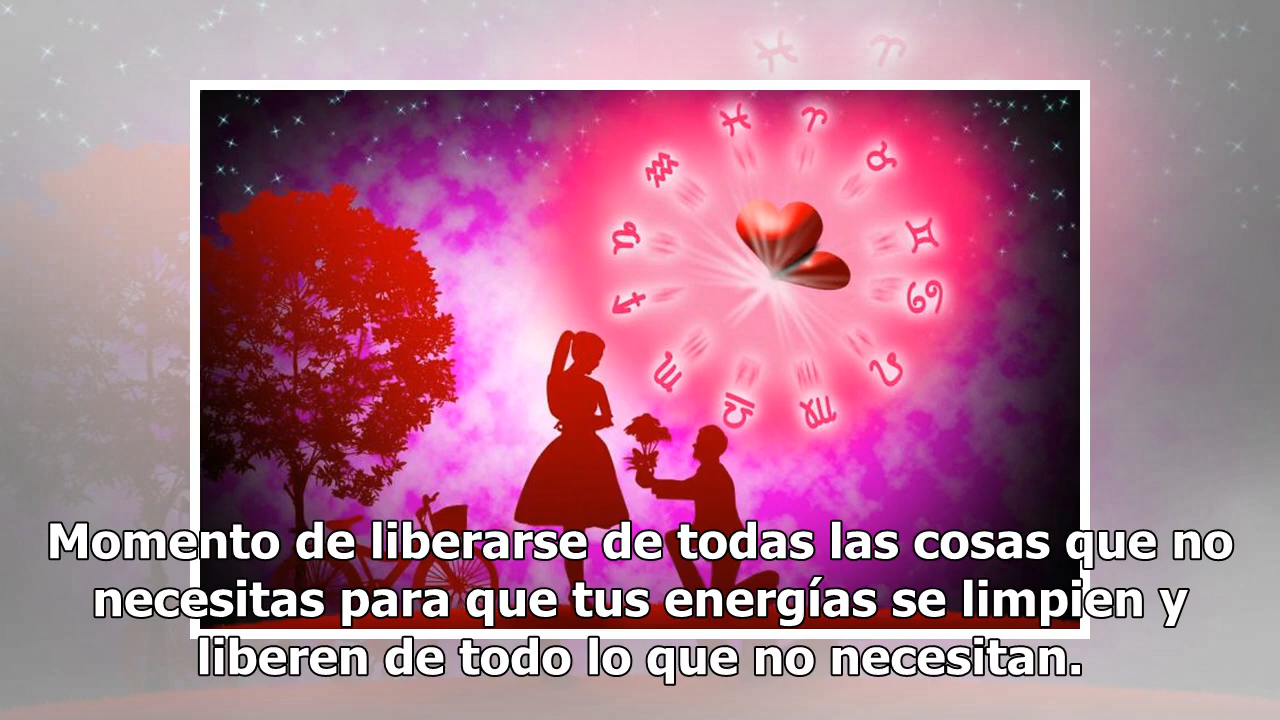 Momento de liberarse de todas las cosas que no
necesitas para que tus energías se limpien y
liberen de todo lo que no necesitan.